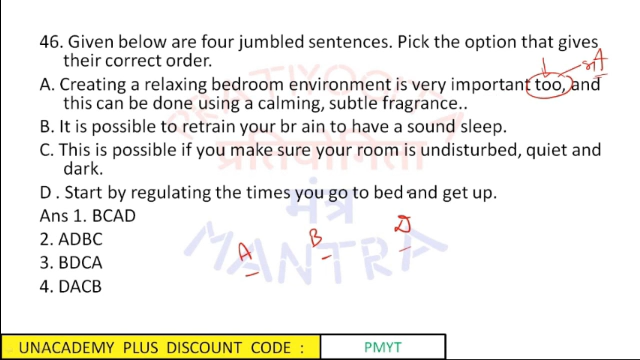 46. Given below are four jumbled sentences. Pick the option that gives
their correct order.
A. Creating a relaxing bedroom environment is very important too, and
this can be done using a calming, subtle fragrance..
B. It is possible to retrain your br ain to have a sound sleep.
C. This is possible if you make sure your room is undisturbed, quiet and
dark.
D . Start by regulating the times you go to bed and get up.
Ans 1. BCAD
2. ADBC
3. BDCA
4. DACB
A B D
A
प्रतियोगिता
मंत्र
PRATIYOGITA
MANTRA
UNACADEMY PLUS DISCOUNT CODE :
PMYT